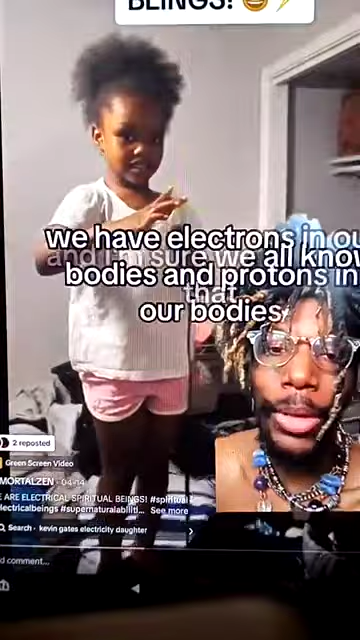 BEINGS! 😄⚡
we have electrons in ou
and i'm sure we all know
bodies and protons in
that
our bodies
2 reposted
Green Screen Video
MORTALZEN - 04-14
E ARE ELECTRICAL SPIRITUAL BEINGS! #spiritual
lectricalbeings #supernaturalabiliti... See more
Search - kevin gates electricity daughter
d comment...